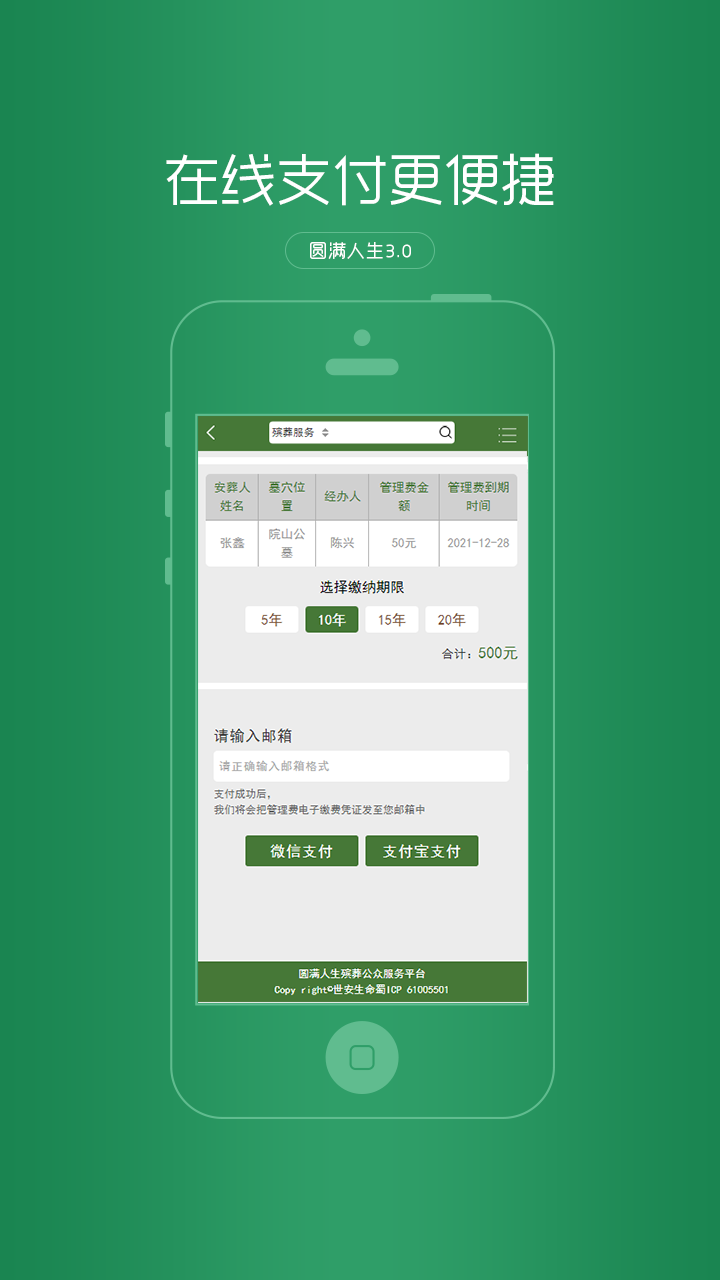 在线支付更便捷
圆满人生3.0
殡葬服务
安葬人姓名 墓穴位置 经办人 管理费金额 管理费到期时间
张鑫 院山公墓 陈兴 50元 2021-12-28
选择缴纳期限
5年 10年 15年 20年
合计：500元
请输入邮箱
请正确输入邮箱格式
支付成功后，
我们将会把管理费电子缴费凭证发至您邮箱中
微信支付 支付宝支付
圆满人生殡葬公众服务平台
Copy right©世安生命蜀ICP 61005501